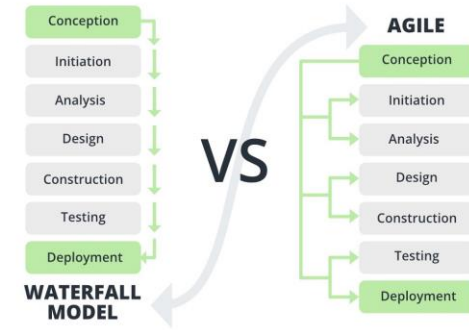 Conception
Initiation
Analysis
Design
Construction
Testing
Deployment
WATERFALL
MODEL
VS
AGILE
Conception
Initiation
Analysis
Design
Construction
Testing
Deployment